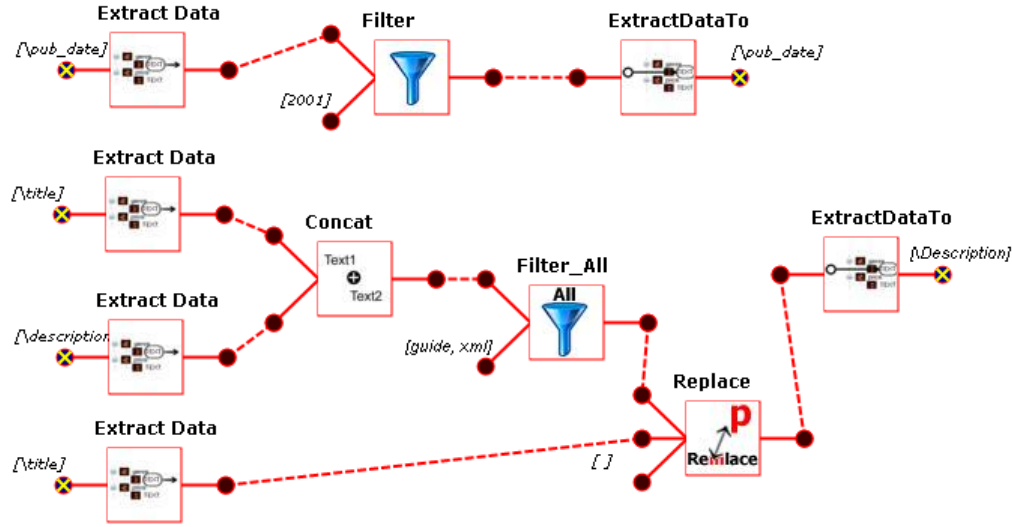 Extract Data
Filter
ExtractDataTo
[\pub_date]
[\pub_date]
[2001]
Extract Data
[\title]
Concat
Text1
Text2
ExtractDataTo
[\Description]
Filter_All
All
Extract Data
[\description
[guide, xml]
Replace
p
Remlace
Extract Data
[\title]
[ ]